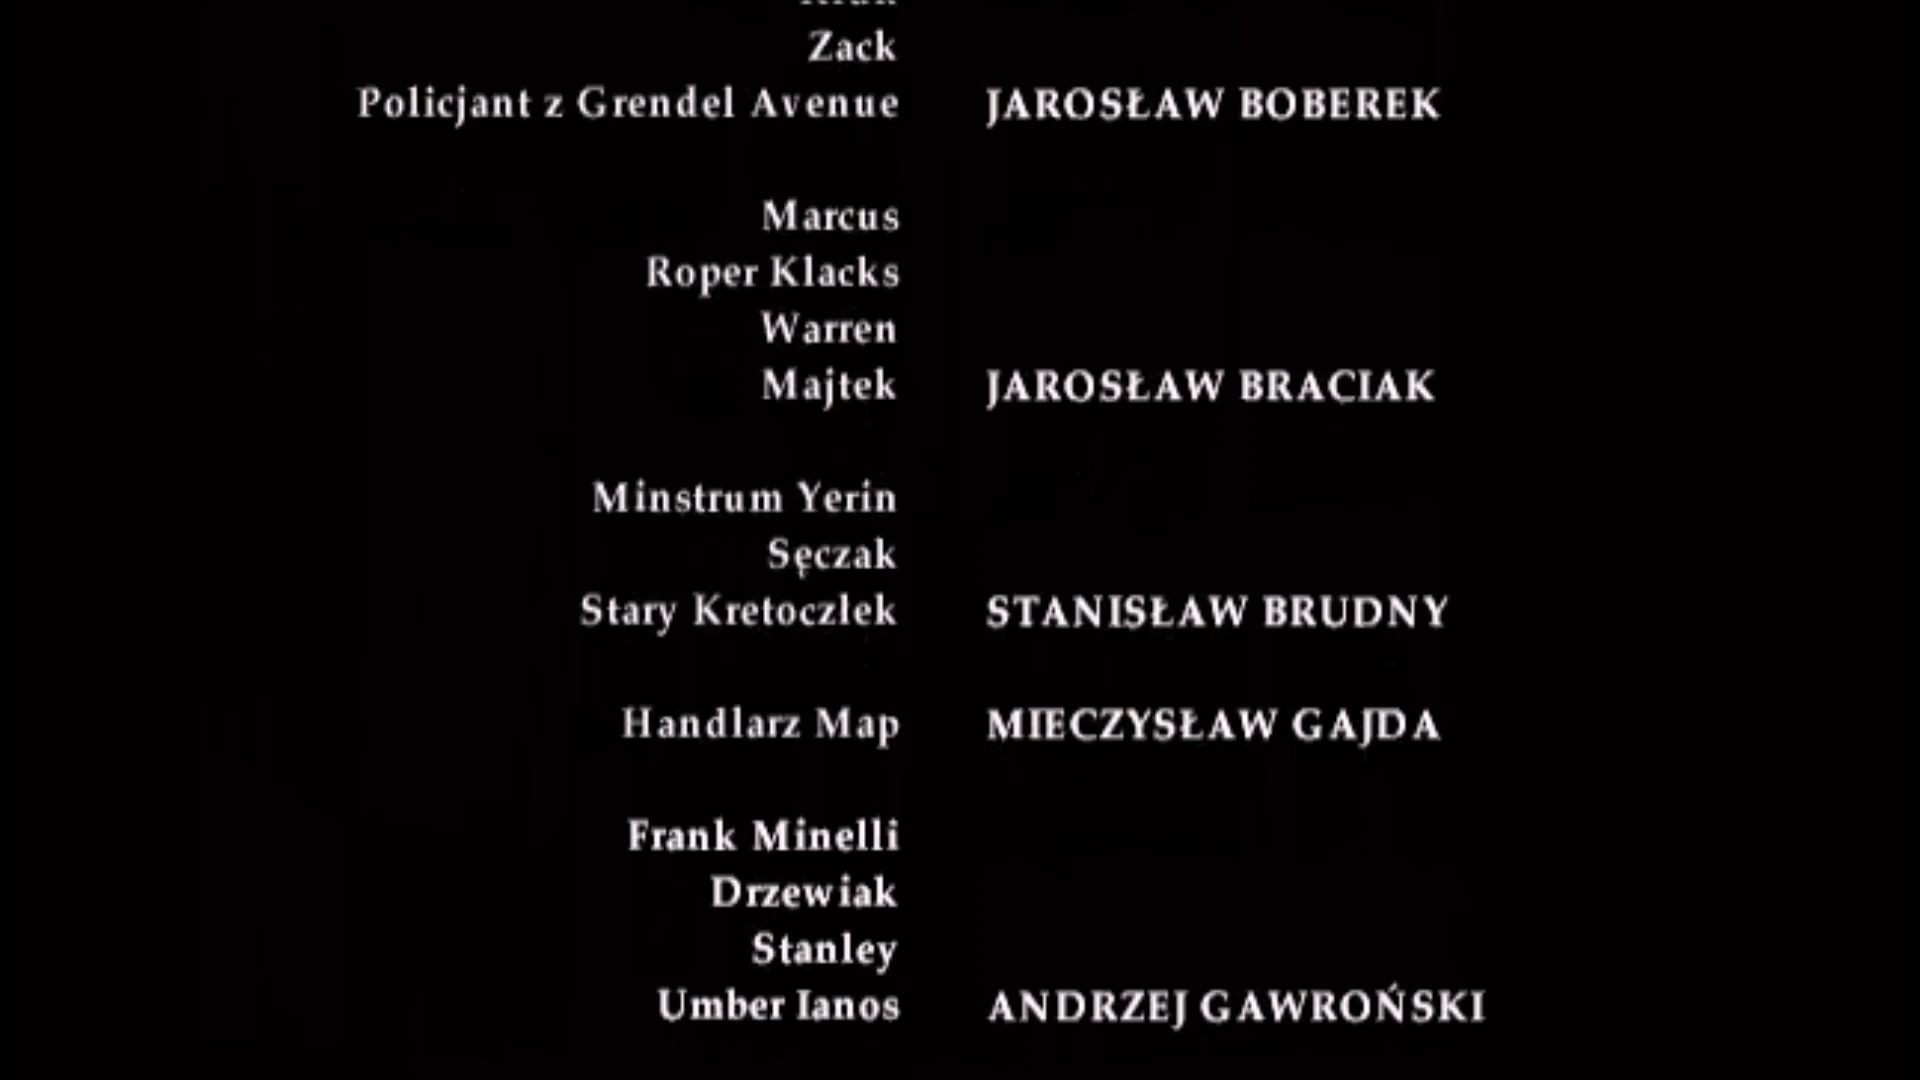 Zack
Policjant z Grendel Avenue JAROSŁAW BOBEREK
Marcus
Roper Klacks
Warren
Majtek JAROSŁAW BRACIAK
Minstrum Yerin
Sęczak
Stary Kretoczlek STANISŁAW BRUDNY
Handlarz Map MIECZYSŁAW GAJDA
Frank Minelli
Drzewiak
Stanley
Umber Ianos ANDRZEJ GAWROŃSKI